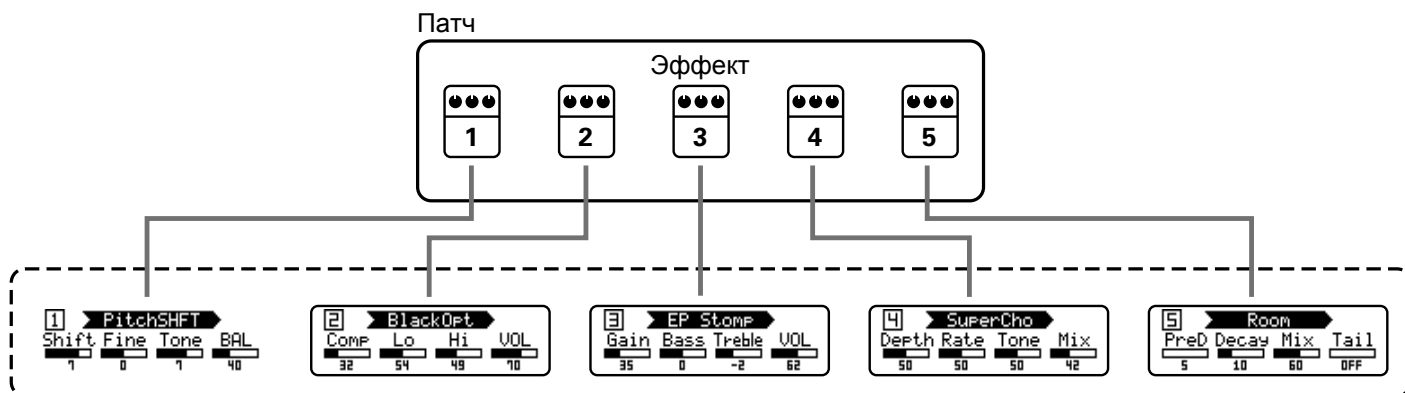 Патч
Эффект
1 2 3 4 5
1 PitchSHFT
Shift Fine Tone BAL
7 0 7 40
2 BlackOpt
Comp Lo Hi VOL
32 54 49 70
3 EP Stomp
Gain Bass Treble VOL
35 0 -2 62
4 SuperCho
Depth Rate Tone Mix
50 50 50 42
5 Room
PreD Decay Mix Tail
5 10 60 OFF